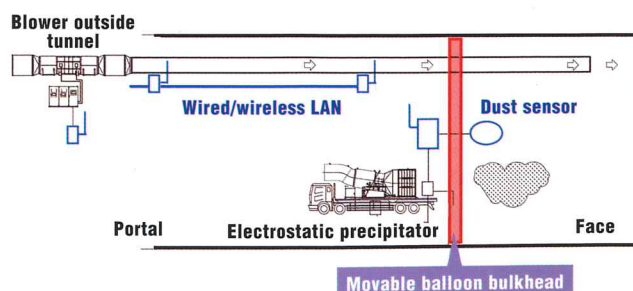 Blower outside
tunnel
Wired/wireless LAN
Dust sensor
Portal
Electrostatic precipitator
Face
Movable balloon bulkhead